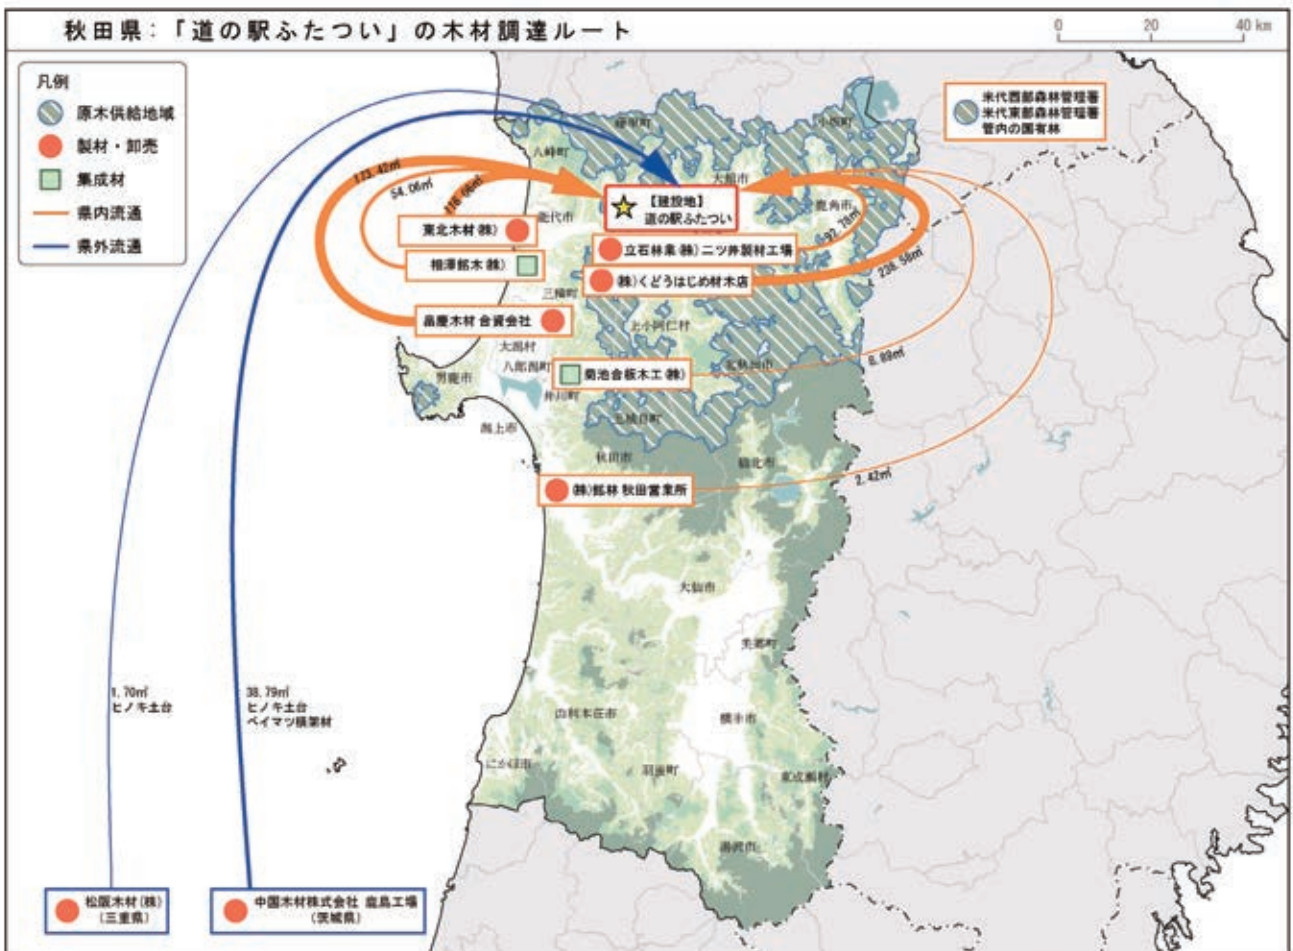 秋田県:「道の駅ふたつい」の木材調達ルート
0 20 40 km
凡例
原木供給地域
製材・卸売
集成材
県内流通
県外流通
米代西部森林管理署
米代東部森林管理署
管内の国有林
藤里町
小坂町
八峰町
大館市
173.42㎥
54.06㎥
能代市
鹿角市
【建設地】
道の駅ふたつい
東北木材(株)
92.78㎥
立石林業(株)二ツ井製材工場
238.58㎥
相澤銘木(株)
(株)くどうはじめ材木店
三種町
晶慶木材 合資会社
上小阿仁村
大潟村
八郎潟町
北秋田市
男鹿市
菊池合板木工(株)
井川町
五城目町
潟上市
秋田市
仙北市
(株)銘林 秋田営業所
2.42㎥
大仙市
美郷町
1.70㎥
ヒノキ土台
38.79㎥
ヒノキ土台
ベイマツ横架材
由利本荘市
横手市
にかほ市
羽後町
東成瀬村
湯沢市
松阪木材(株)
(三重県)
中国木材株式会社 鹿島工場
(茨城県)